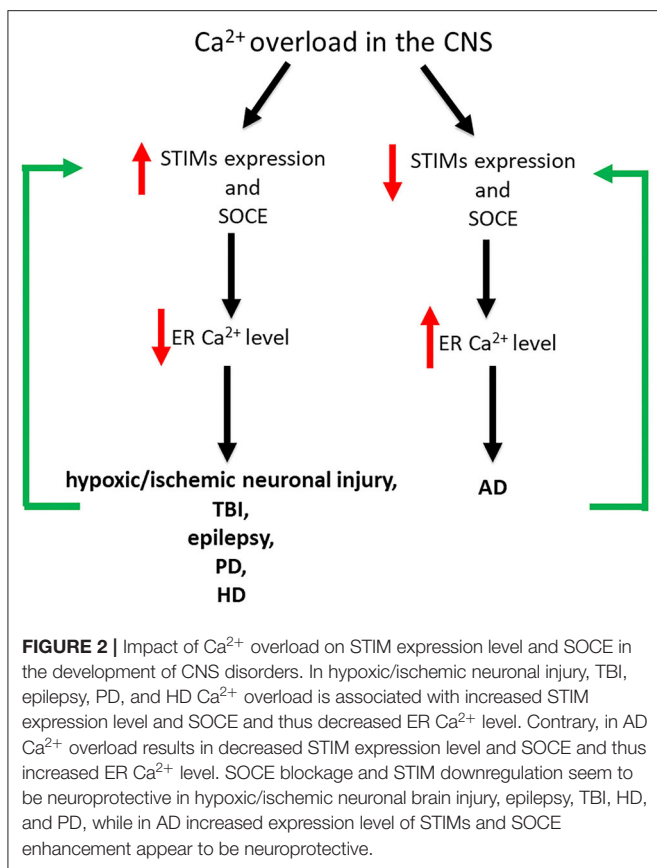 Ca²⁺ overload in the CNS
STIMs expression
and
SOCE
ER Ca²⁺ level
hypoxic/ischemic neuronal injury,
TBI,
epilepsy,
PD,
HD
STIMs expression
and
SOCE
ER Ca²⁺ level
AD
FIGURE 2 | Impact of Ca²⁺ overload on STIM expression level and SOCE in
the development of CNS disorders. In hypoxic/ischemic neuronal injury, TBI,
epilepsy, PD, and HD Ca²⁺ overload is associated with increased STIM
expression level and SOCE and thus decreased ER Ca²⁺ level. Contrary, in AD
Ca²⁺ overload results in decreased STIM expression level and SOCE and thus
increased ER Ca²⁺ level. SOCE blockage and STIM downregulation seem to
be neuroprotective in hypoxic/ischemic neuronal brain injury, epilepsy, TBI, HD,
and PD, while in AD increased expression level of STIMs and SOCE
enhancement appear to be neuroprotective.